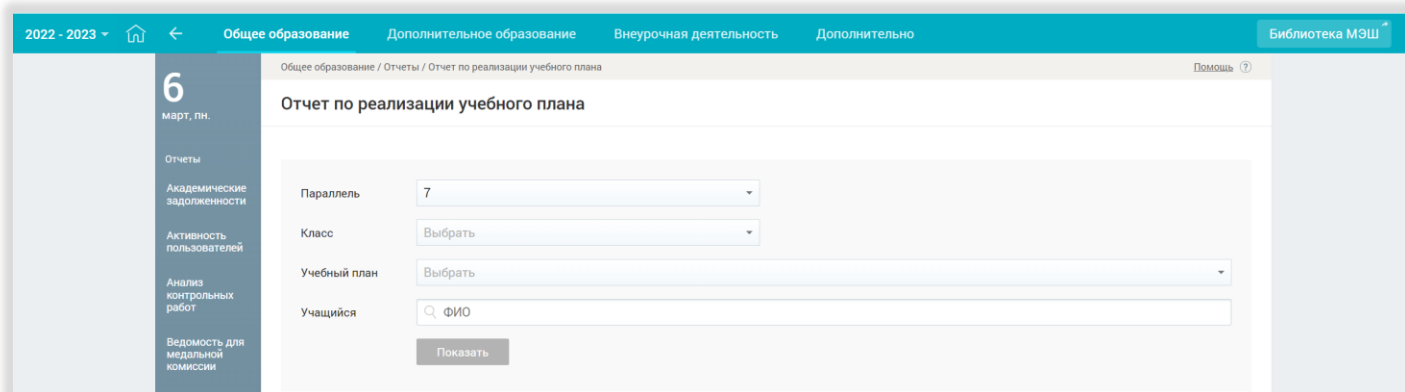 2022 - 2023 Общее образование Дополнительное образование Внеурочная деятельность Дополнительно Библиотека МЭШ
6
март, пн.
Отчеты
Академические
задолженности
Активность
пользователей
Анализ
контрольных
работ
Ведомость для
медальной
комиссии
Общее образование / Отчеты / Отчет по реализации учебного плана Помощь ?
Отчет по реализации учебного плана
Параллель 7
Класс Выбрать
Учебный план Выбрать
Учащийся ФИО
Показать